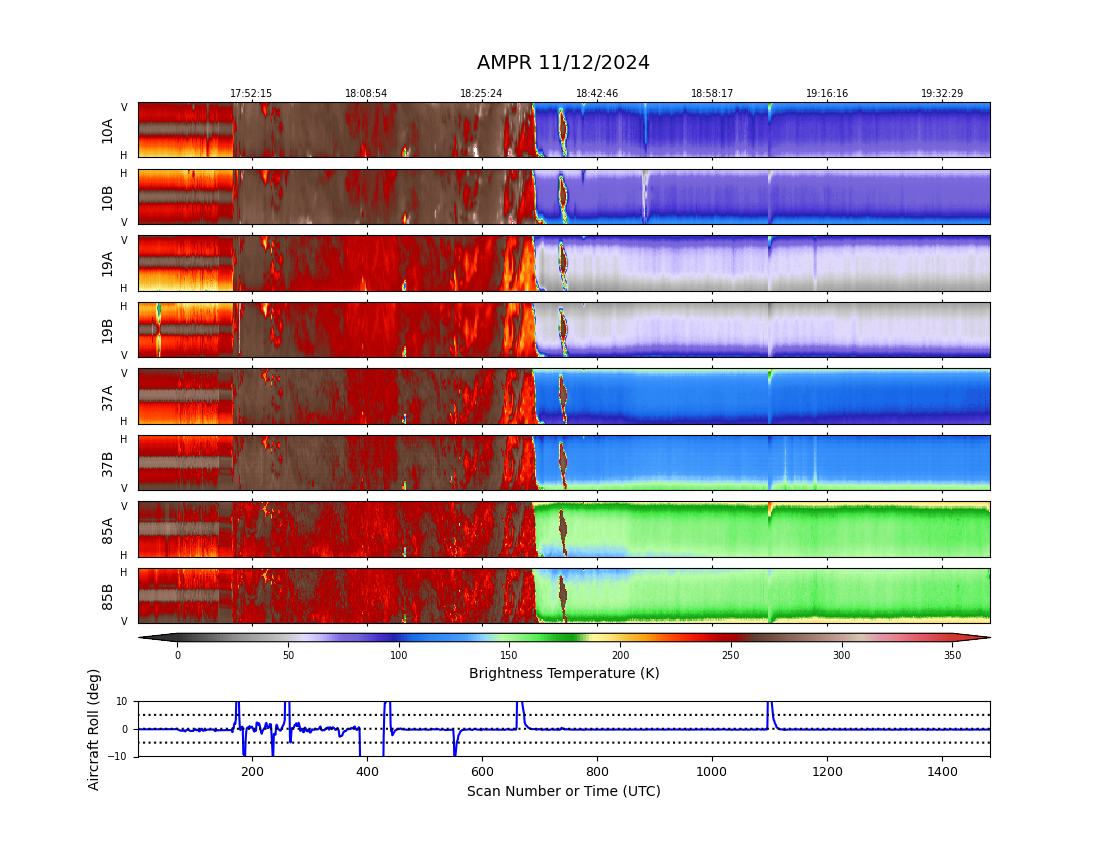 AMPR 11/12/2024
17:52:15 18:08:54 18:25:24 18:42:46 18:58:17 19:16:16 19:32:29
V
10A
H
H
10B
V
V
19A
H
H
19B
V
V
37A
H
H
37B
V
V
85A
H
H
85B
V
0 50 100 150 200 250 300 350
Brightness Temperature (K)
Aircraft Roll (deg)
10
0
−10
200 400 600 800 1000 1200 1400
Scan Number or Time (UTC)